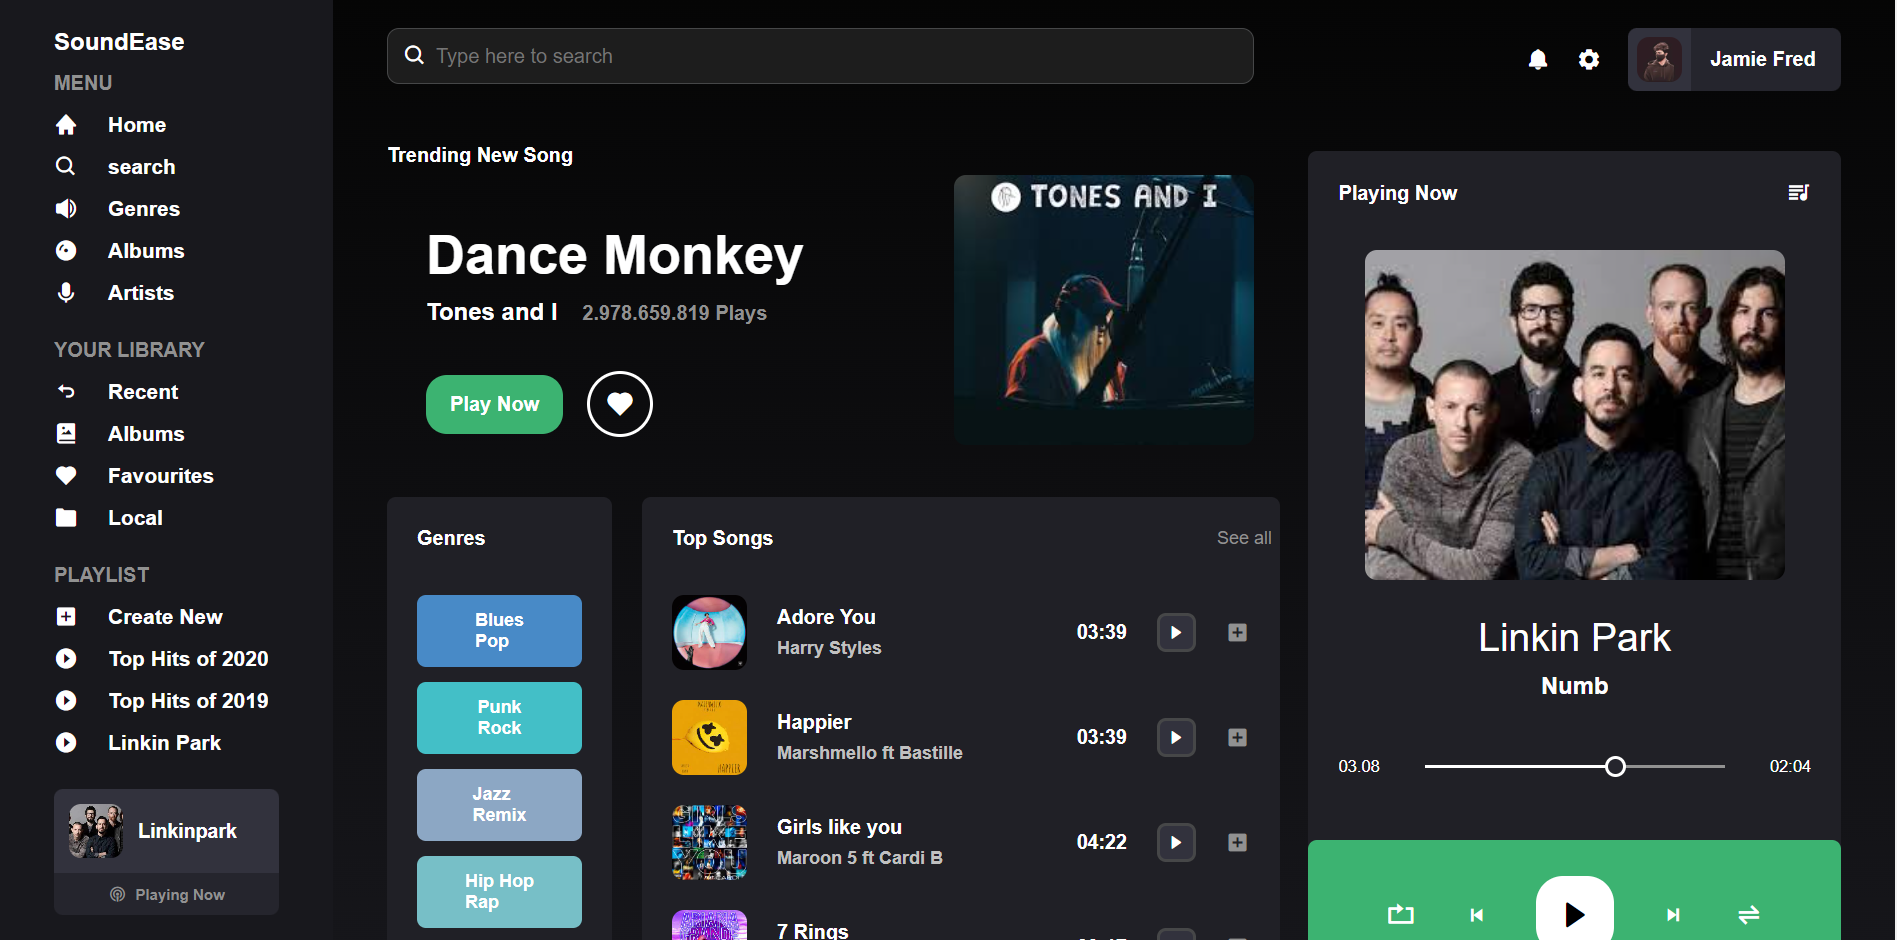 SoundEase
MENU
Home
search
Genres
Albums
Artists
YOUR LIBRARY
Recent
Albums
Favourites
Local
PLAYLIST
Create New
Top Hits of 2020
Top Hits of 2019
Linkin Park
Linkinpark
Playing Now
Type here to search
Jamie Fred
Trending New Song
Dance Monkey
Tones and I 2.978.659.819 Plays
Play Now
TONES AND I
Genres
Blues
Pop
Punk
Rock
Jazz
Remix
Hip Hop
Rap
Top Songs See all
Adore You
Harry Styles
03:39
Happier
Marshmello ft Bastille
03:39
HAPPIER
Girls like you
Maroon 5 ft Cardi B
04:22
GIRLS
LIKE
YOU
7 Rings
Playing Now
Linkin Park
Numb
03.08 02:04